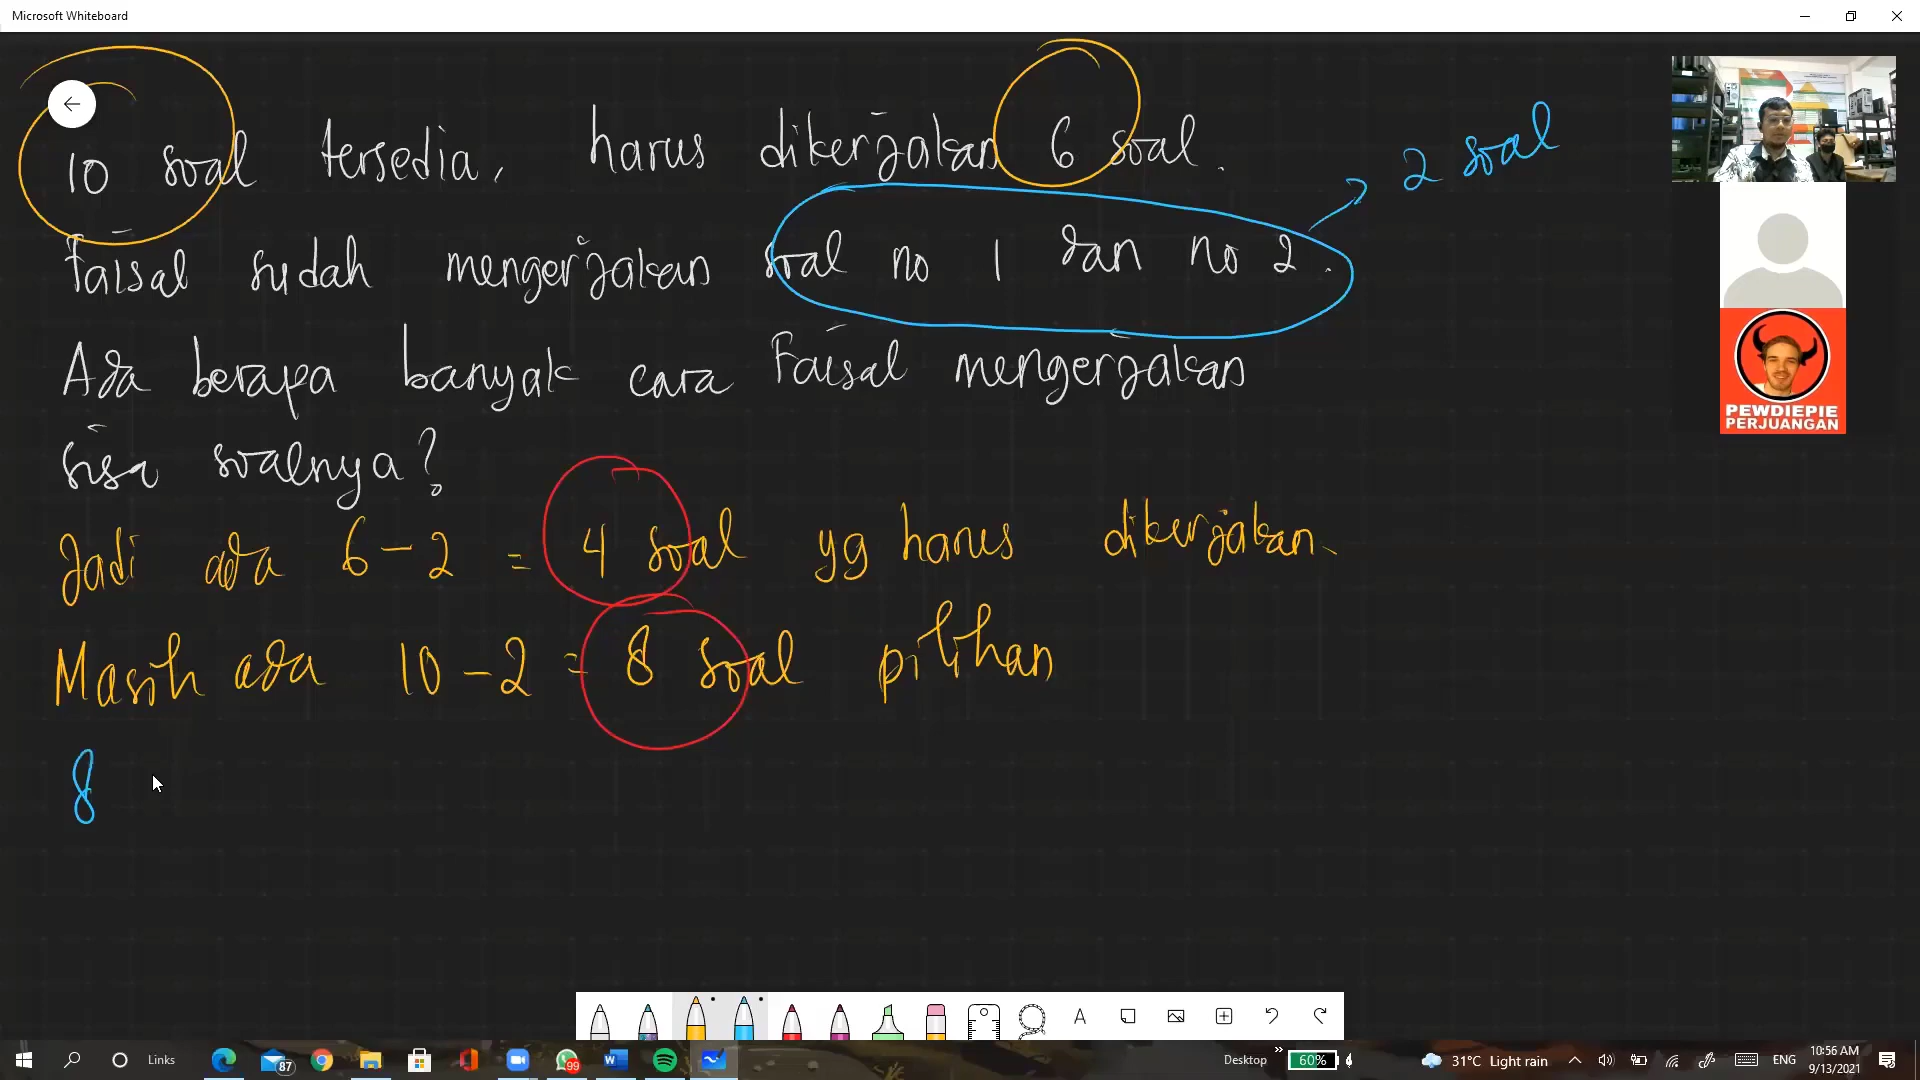 Microsoft Whiteboard
10 soal tersedia, harus dikerjakan 6 soal.
2 soal
Faisal sudah mengerjakan soal no 1 dan no 2.
Ada berapa banyak cara Faisal mengerjakan
sisa soalnya?
PEWDIEPIE
PERJUANGAN
Jadi ada 6-2 = 4 soal yg harus dikerjakan
Masih ada 10-2 = 8 soal pilihan
8
A
Links
87
99
Desktop
60%
31°C Light rain
ENG
10:56 AM
9/13/2021